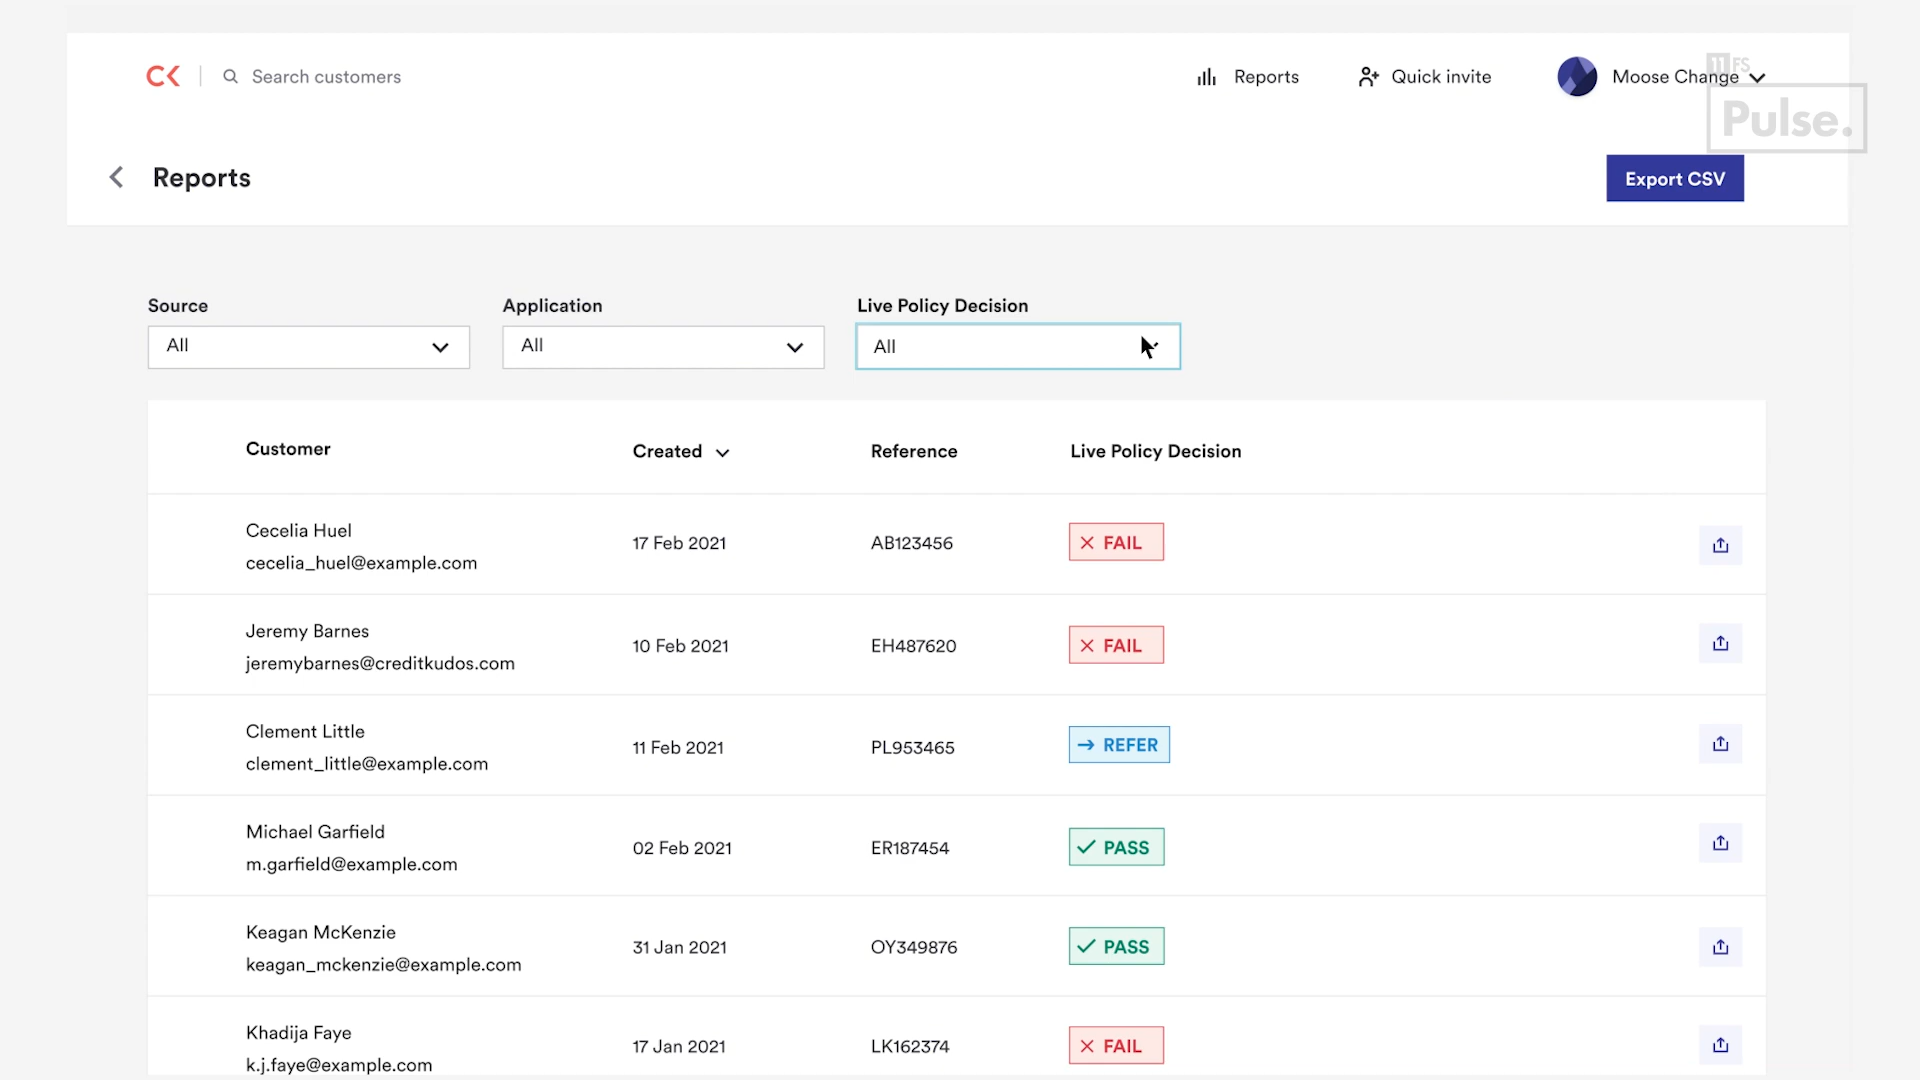 CK
Search customers
Reports
Quick invite
Moose Change
11FS
Pulse.
Reports
Export CSV
Source
Application
Live Policy Decision
All
All
All
Customer
Created
Reference
Live Policy Decision
Cecelia Huel
cecelia_huel@example.com
17 Feb 2021
AB123456
FAIL
Jeremy Barnes
jeremybarnes@creditkudos.com
10 Feb 2021
EH487620
FAIL
Clement Little
clement_little@example.com
11 Feb 2021
PL953465
REFER
Michael Garfield
m.garfield@example.com
02 Feb 2021
ER187454
PASS
Keagan McKenzie
keagan_mckenzie@example.com
31 Jan 2021
OY349876
PASS
Khadija Faye
k.j.faye@example.com
17 Jan 2021
LK162374
FAIL